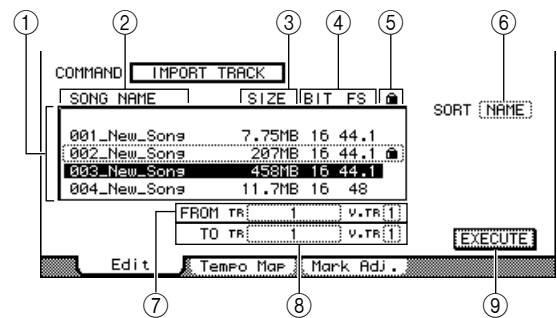 ① ② ③ ④ ⑤ ⑥
COMMAND IMPORT TRACK
SONG NAME SIZE BIT FS
SORT NAME
001_New_Song 7.75MB 16 44.1
002_New_Song 207MB 16 44.1
003_New_Song 458MB 16 44.1
004_New_Song 11.7MB 16 48
FROM TR 1 V.TR 1
TO TR 1 V.TR 1
EXECUTE
Edit Tempo Map Mark Adj.
⑦ ⑧ ⑨